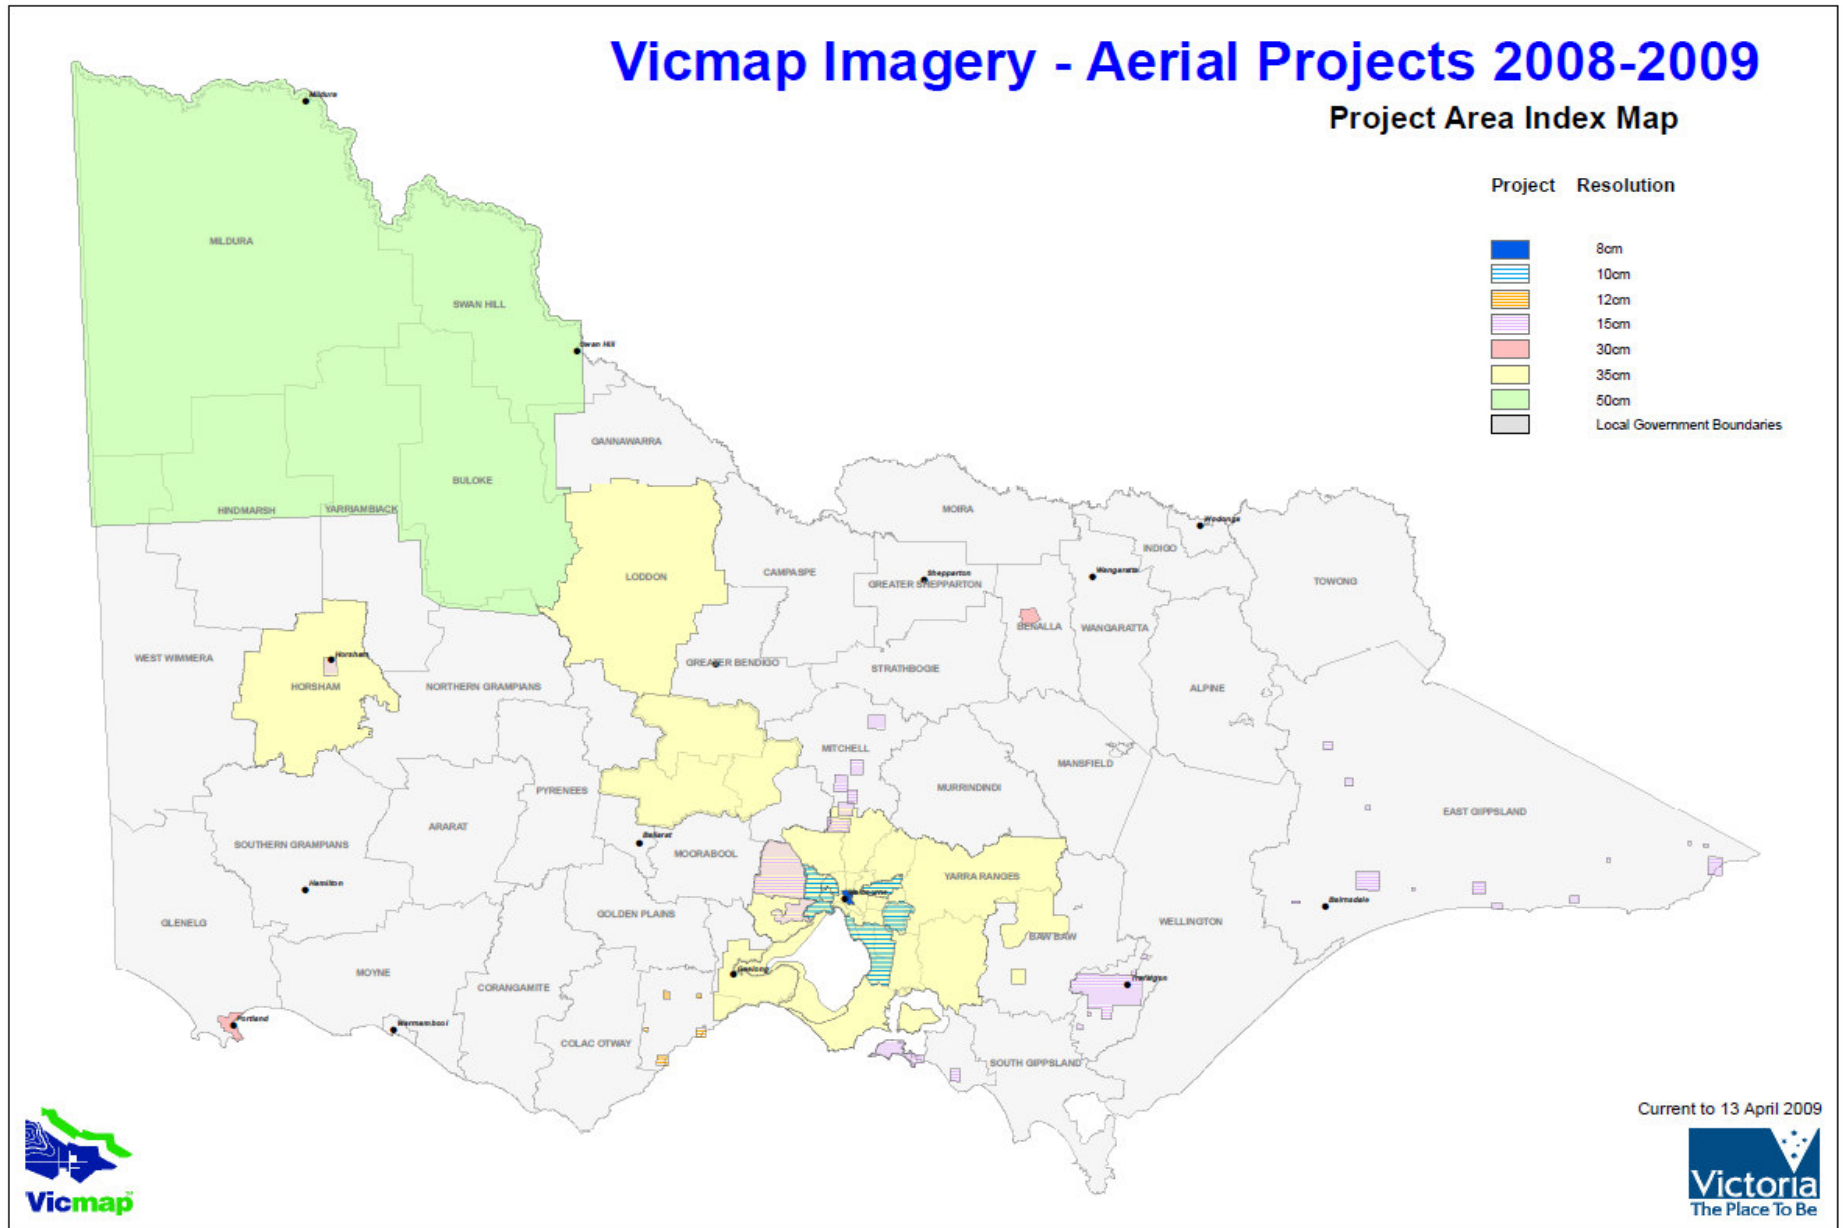 Vicmap Imagery - Aerial Projects 2008-2009
Project Area Index Map
Project Resolution
8cm
10cm
12cm
15cm
30cm
35cm
50cm
Local Government Boundaries
Mildura
MILDURA
SWAN HILL
Swan Hill
GANNAWARRA
BULOKE
HINDMARSH
YARRIAMBIACK
MOIRA
Wodonga
INDIGO
LODDON
CAMPASPE
Shepparton
GREATER SHEPPARTON
Wangaratta
TOWONG
BENALLA
WANGARATTA
WEST WIMMERA
Horsham
HORSHAM
NORTHERN GRAMPIANS
GREATER BENDIGO
STRATHBOGIE
ALPINE
MITCHELL
MANSFIELD
MURRINDINDI
PYRENEES
EAST GIPPSLAND
ARARAT
SOUTHERN GRAMPIANS
Ballarat
MOORABOOL
YARRA RANGES
Hamilton
Melbourne
Bairnsdale
GLENELG
GOLDEN PLAINS
WELLINGTON
BAW BAW
MOYNE
Geelong
Traralgon
CORANGAMITE
Portland
Warrnambool
COLAC OTWAY
SOUTH GIPPSLAND
Current to 13 April 2009
Vicmap
Victoria
The Place To Be